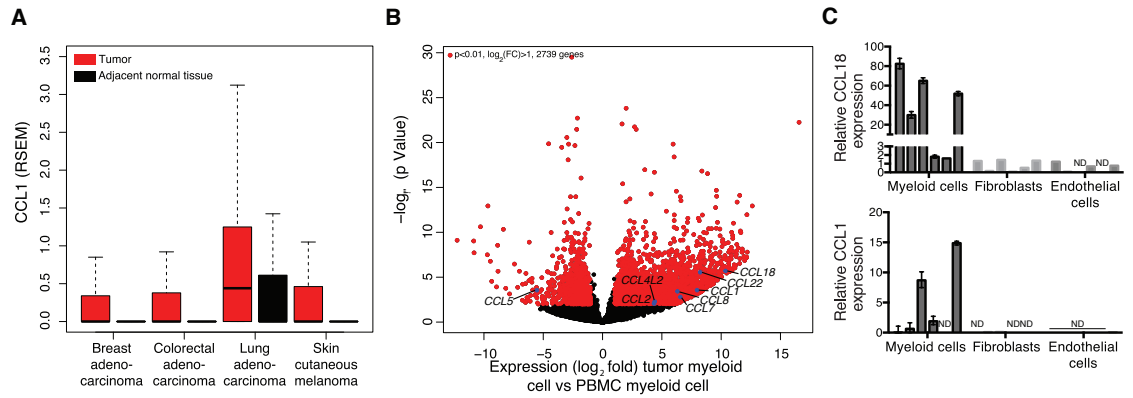 A
CCL1 (RSEM)
3.5
3.0
2.5
2.0
1.5
1.0
0.5
0.0
Tumor
Adjacent normal tissue
Breast
adeno-
carcinoma
Colorectal
adeno-
carcinoma
Lung
adeno-
carcinoma
Skin
cutaneous
melanoma
B
p<0.01, log2(FC)>1, 2739 genes
30
25
20
15
10
5
0
CCL5
CCL4L2
CCL2
CCL18
CCL22
CCL1
CCL8
CCL7
−10
−5
0
5
10
15
Expression (log2 fold) tumor myeloid
cell vs PBMC myeloid cell
C
Relative CCL18
expression
100
80
60
40
20
3
2
1
0
ND
ND
Myeloid cells
Fibroblasts
Endothelial
cells
Relative CCL1
expression
20
15
10
5
0
ND
ND
NDND
ND
Myeloid cells
Fibroblasts
Endothelial
cells